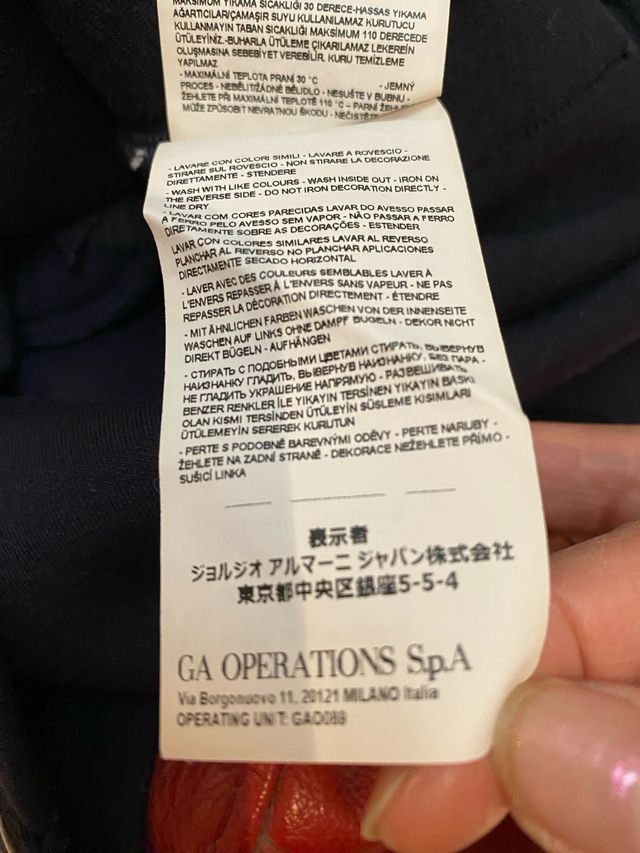 MAKSİMUM YIKAMA SICAKLIĞI 30 DERECE-HASSAS YIKAMA
AĞARTICILAR/ÇAMAŞIR SUYU KULLANILAMAZ KURUTUCU
KULLANMAYIN TABAN SICAKLIĞI MAKSİMUM 110 DERECEDE
ÜTÜLEYİNİZ.-BUHARLA ÜTÜLEME ÇIKARILAMAZ LEKEREİN
OLUŞMASINA SEBEBİYET VEREBİLİR. KURU TEMİZLEME
YAPILMAZ
- MAXIMÁLNÍ TEPLOTA PRANÍ 30 °C - JEMNÝ
PROCES - NEBĚLIT/ŽÁDNÉ BĚLIDLO - NESUŠTE V BUBNU -
ŽEHLETE PŘI MAXIMÁLNÍ TEPLOTĚ 110 °C – PARNÍ
MŮŽE ZPŮSOBIT NEVRATNOU ŠKODU -
- LAVARE CON COLORI SIMILI - LAVARE A ROVESCIO -
STIRARE SUL ROVESCIO - NON STIRARE LA DECORAZIONE
DIRETTAMENTE - STENDERE
- WASH WITH LIKE COLOURS - WASH INSIDE OUT - IRON ON
THE REVERSE SIDE - DO NOT IRON DECORATION DIRECTLY -
LINE DRY
- LAVAR COM CORES PARECIDAS LAVAR DO AVESSO PASSAR
A FERRO PELO AVESSO SEM VAPOR - NÃO PASSAR A FERRO
DIRETAMENTE SOBRE AS DECORAÇÕES - ESTENDER
LAVAR CON COLORES SIMILARES LAVAR AL REVERSO
PLANCHAR AL REVERSO NO PLANCHAR APLICACIONES
DIRECTAMENTE SECADO HORIZONTAL
- LAVER AVEC DES COULEURS SEMBLABLES LAVER À
L'ENVERS REPASSER À L'ENVERS SANS VAPEUR - NE PAS
REPASSER LA DÉCORATION DIRECTEMENT - ÉTENDRE
- MIT ÄHNLICHEN FARBEN WASCHEN VON DER INNENSEITE
WASCHEN AUF LINKS OHNE DAMPF BÜGELN - DEKOR NICHT
DIREKT BÜGELN - AUFHÄNGEN
- СТИРАТЬ С ПОДОБНЫМИ ЦВЕТАМИ СТИРАТЬ, ВЫВЕРНУВ
НАИЗНАНКУ ГЛАДИТЬ, ВЫВЕРНУВ НАИЗНАНКУ, БЕЗ ПАРА -
НЕ ГЛАДИТЬ УКРАШЕНИЕ НАПРЯМУЮ - РАЗВЕШИВАТЬ
BENZER RENKLER İLE YIKAYIN TERSİNEN YIKAYIN BASKI
OLAN KISMI TERSİNDEN ÜTÜLEYİN SÜSLEME KISIMLARI
ÜTÜLEMEYİN SEREREK KURUTUN
- PERTE S PODOBNĚ BAREVNÝMI ODĚVY - PERTE NARUBY -
ŽEHLETE NA ZADNÍ STRANĚ - DEKORACE NEŽEHLETE PŘÍMO -
SUŠICÍ LINKA
表示者
ジョルジオ アルマーニ ジャパン株式会社
東京都中央区銀座5-5-4
GA OPERATIONS S.p.A
Via Borgonuovo 11, 20121 MILANO Italia
OPERATING UNIT: GAO089